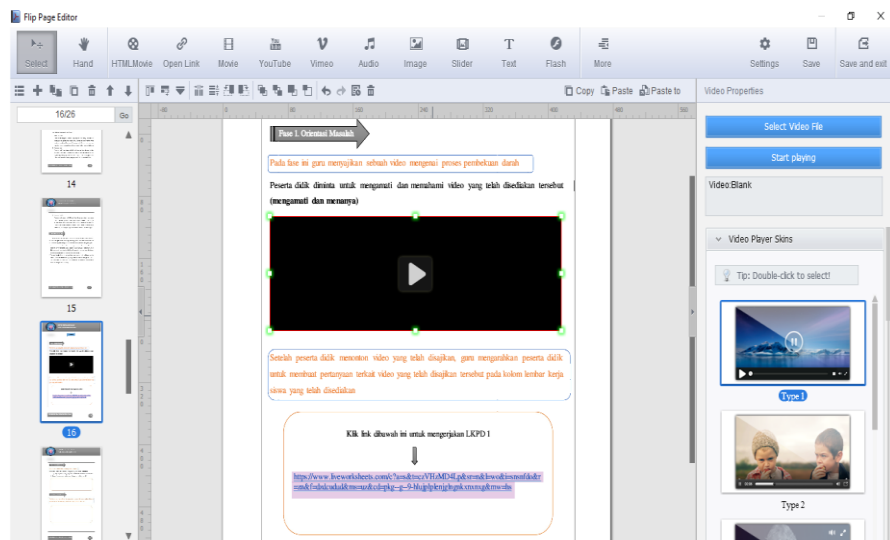 Flip Page Editor
Select Hand HTMLMovie Open Link Movie YouTube Vimeo Audio Image Slider Text Flash More Settings Save Save and exit
Copy Paste Paste to Video Properties
16/26 Go
14
15
16
Fase 1. Orientasi Masalah
Pada fase ini guru menyajikan sebuah video mengenai proses pembekuan darah
Peserta didik diminta untuk mengamati dan memahami video yang telah disediakan tersebut
(mengamati dan menanya)
Setelah peserta didik menonton video yang telah disajikan, guru mengarahkan peserta didik
untuk membuat pertanyaan terkait video yang telah disajikan tersebut pada kolom lembar kerja
siswa yang telah disediakan
Klik link dibawah ini untuk mengerjakan LKPD 1
Select Video File
Start playing
Video:Blank
Video Player Skins
Tip: Double-click to select!
Type 1
Type 2